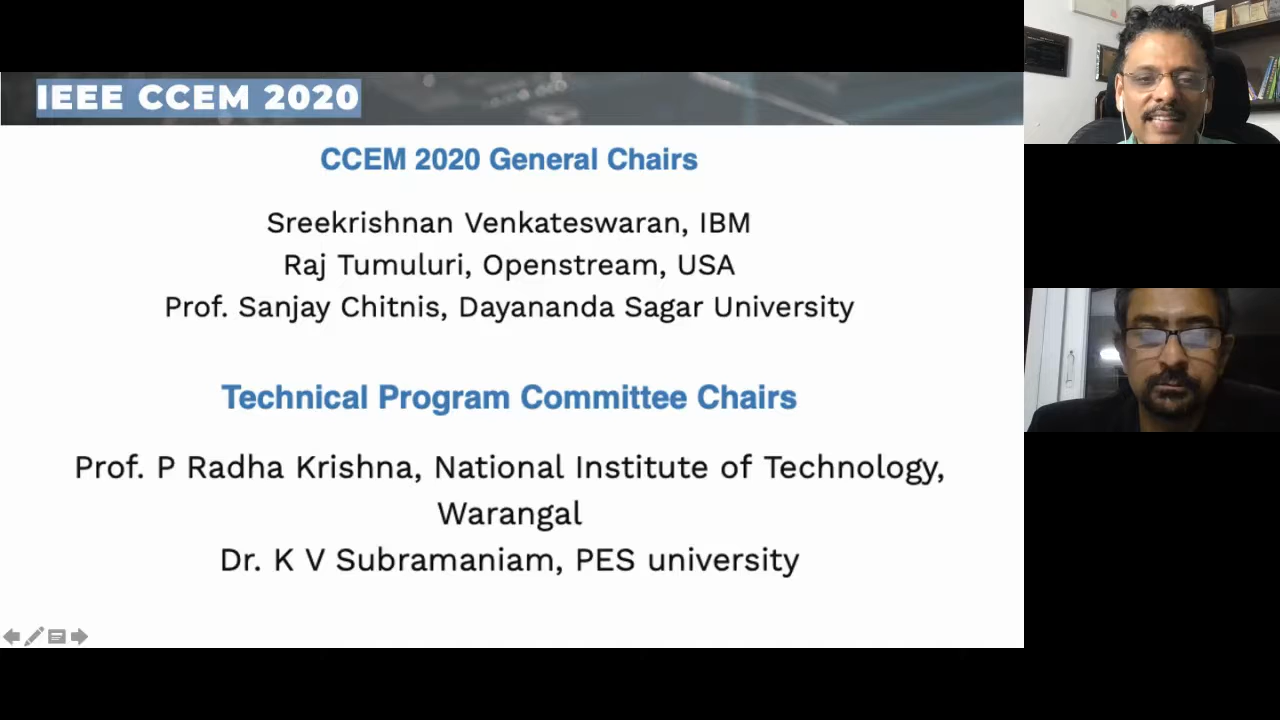 IEEE CCEM 2020
CCEM 2020 General Chairs
Sreekrishnan Venkateswaran, IBM
Raj Tumuluri, Openstream, USA
Prof. Sanjay Chitnis, Dayananda Sagar University
Technical Program Committee Chairs
Prof. P Radha Krishna, National Institute of Technology,
Warangal
Dr. K V Subramaniam, PES university